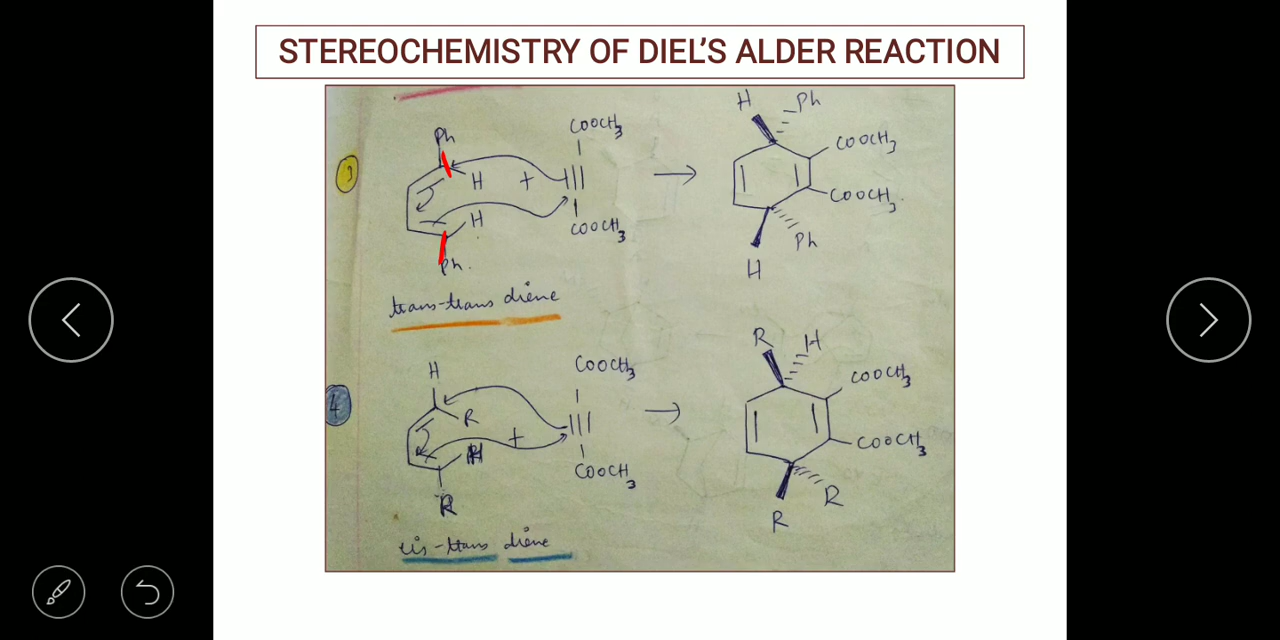 STEREOCHEMISTRY OF DIEL'S ALDER REACTION
3
Ph
H
H
Ph.
+
COOCH3
COOCH3
H
Ph
COOCH3
COOCH3
Ph
H
trans-trans diene
4
H
R
H
R
+
COOCH3
COOCH3
R
H
COOCH3
COOCH3
R
R
cis-trans diene